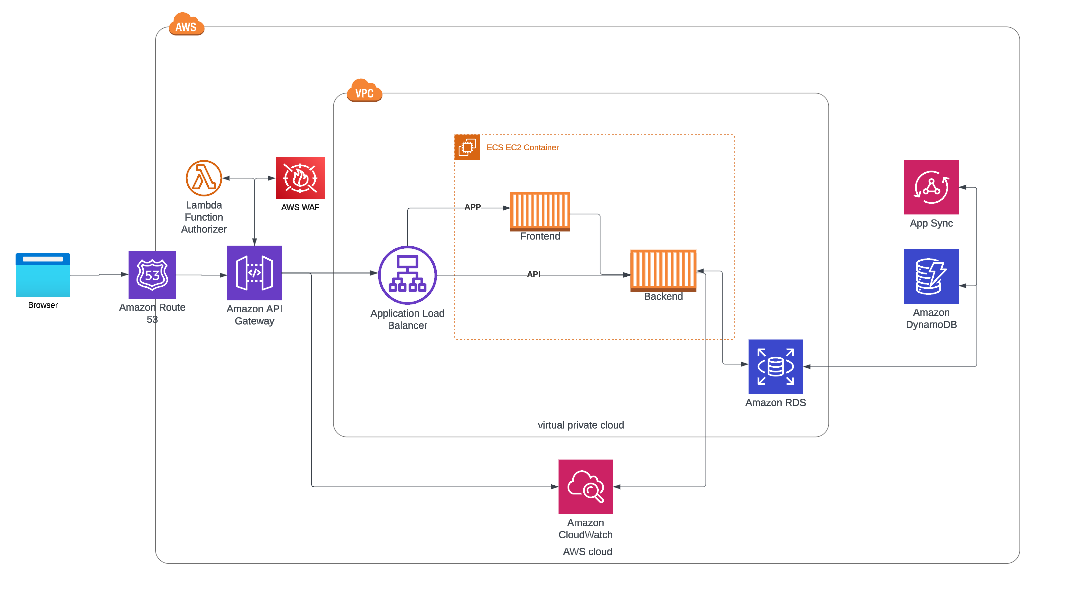 AWS
VPC
ECS EC2 Container
Lambda
Function
Authorizer
AWS WAF
APP
Frontend
App Sync
53
Browser
Amazon Route
53
Amazon API
Gateway
Application Load
Balancer
API
Backend
Amazon
DynamoDB
Amazon RDS
virtual private cloud
Amazon
CloudWatch
AWS cloud